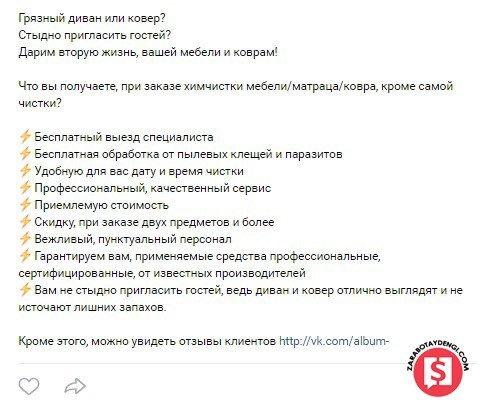 Грязный диван или ковер?
Стыдно пригласить гостей?
Дарим вторую жизнь, вашей мебели и коврам!
Что вы получаете, при заказе химчистки мебели/матраца/ковра, кроме самой
чистки?
⚡Бесплатный выезд специалиста
⚡Бесплатная обработка от пылевых клещей и паразитов
⚡Удобную для вас дату и время чистки
⚡Профессиональный, качественный сервис
⚡Приемлемую стоимость
⚡Скидку, при заказе двух предметов и более
⚡Вежливый, пунктуальный персонал
⚡Гарантируем вам, применяемые средства профессиональные,
сертифицированные, от известных производителей
⚡Вам не стыдно пригласить гостей, ведь диван и ковер отлично выглядят и не
источают лишних запахов.
Кроме этого, можно увидеть отзывы клиентов http://vk.com/album-
ZARABOTAYDENGI.COM